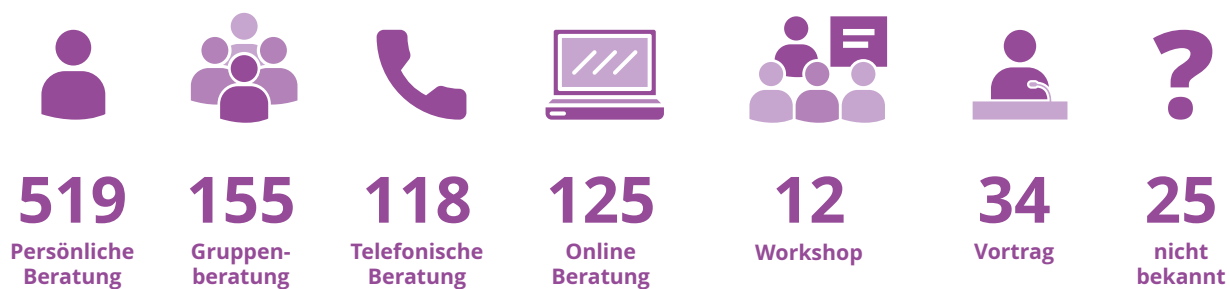 ?
519
Persönliche
Beratung
155
Gruppen-
beratung
118
Telefonische
Beratung
125
Online
Beratung
12
Workshop
34
Vortrag
25
nicht
bekannt